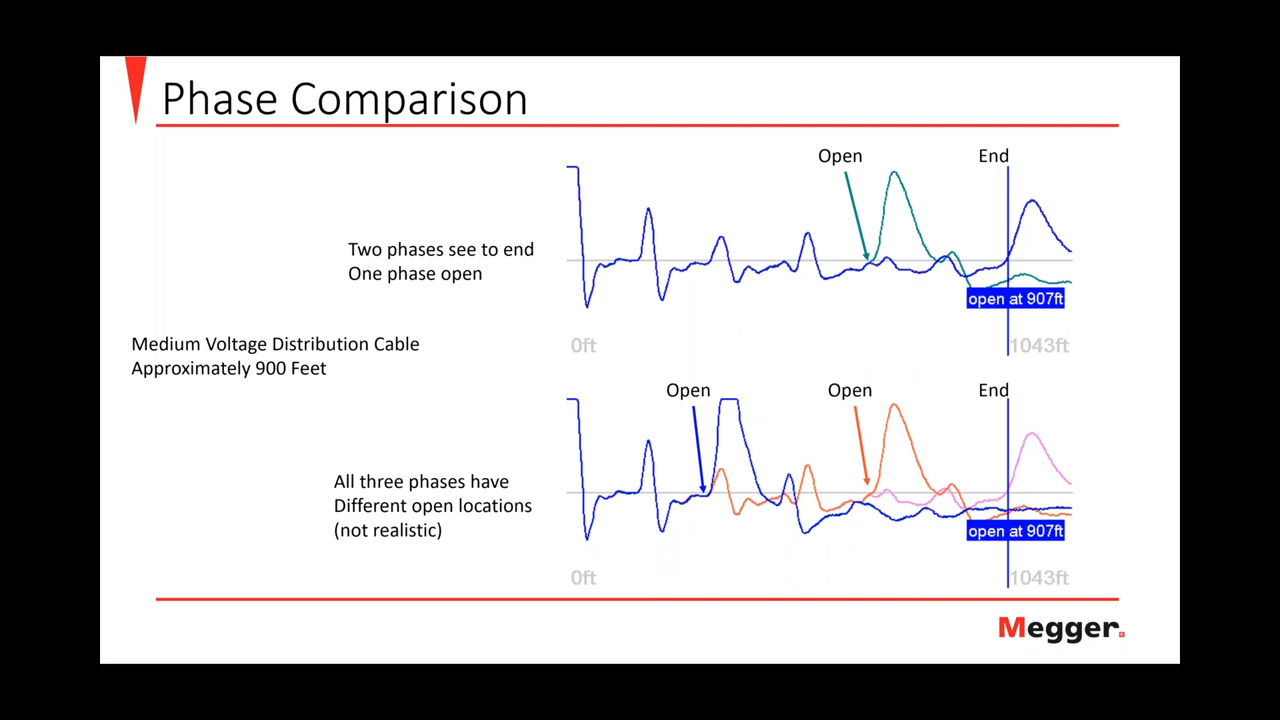 Phase Comparison
Open
End
Two phases see to end
One phase open
open at 907ft
0ft
1043ft
Medium Voltage Distribution Cable
Approximately 900 Feet
Open
Open
End
All three phases have
Different open locations
(not realistic)
open at 907ft
0ft
1043ft
Megger.